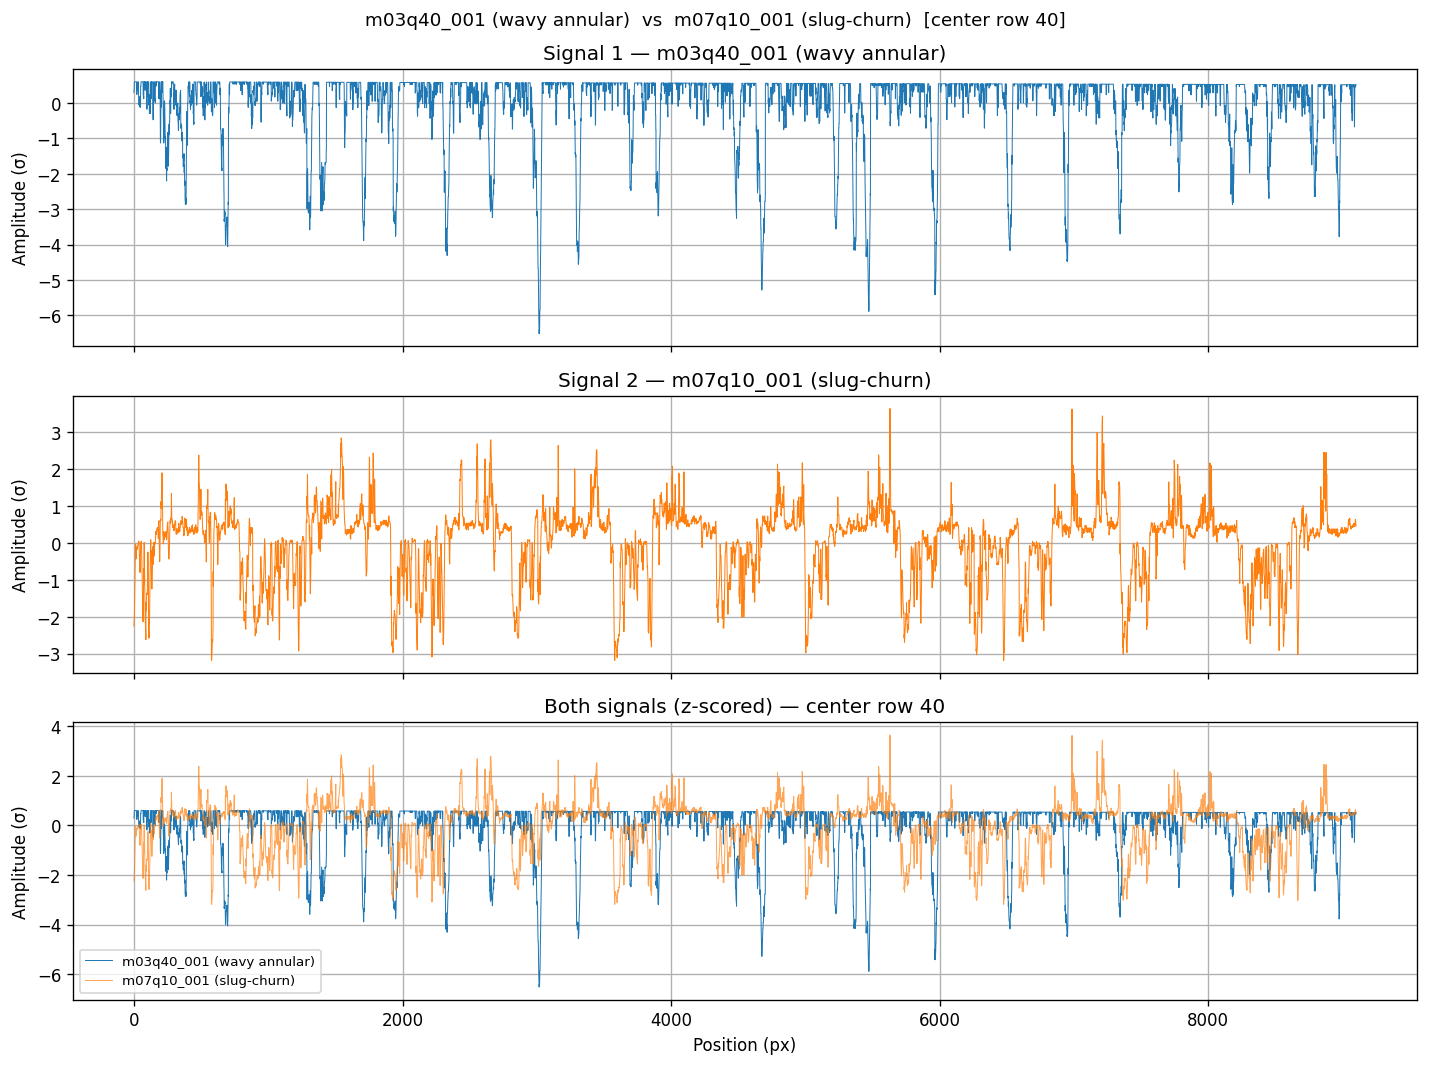 m03q40_001 (wavy annular)  vs  m07q10_001 (slug-churn)  [center row 40]
Signal 1 — m03q40_001 (wavy annular)
Amplitude (σ)
0
−1
−2
−3
−4
−5
−6
Signal 2 — m07q10_001 (slug-churn)
Amplitude (σ)
3
2
1
0
−1
−2
−3
Both signals (z-scored) — center row 40
Amplitude (σ)
4
2
0
−2
−4
−6
m03q40_001 (wavy annular)
m07q10_001 (slug-churn)
0 2000 4000 6000 8000
Position (px)